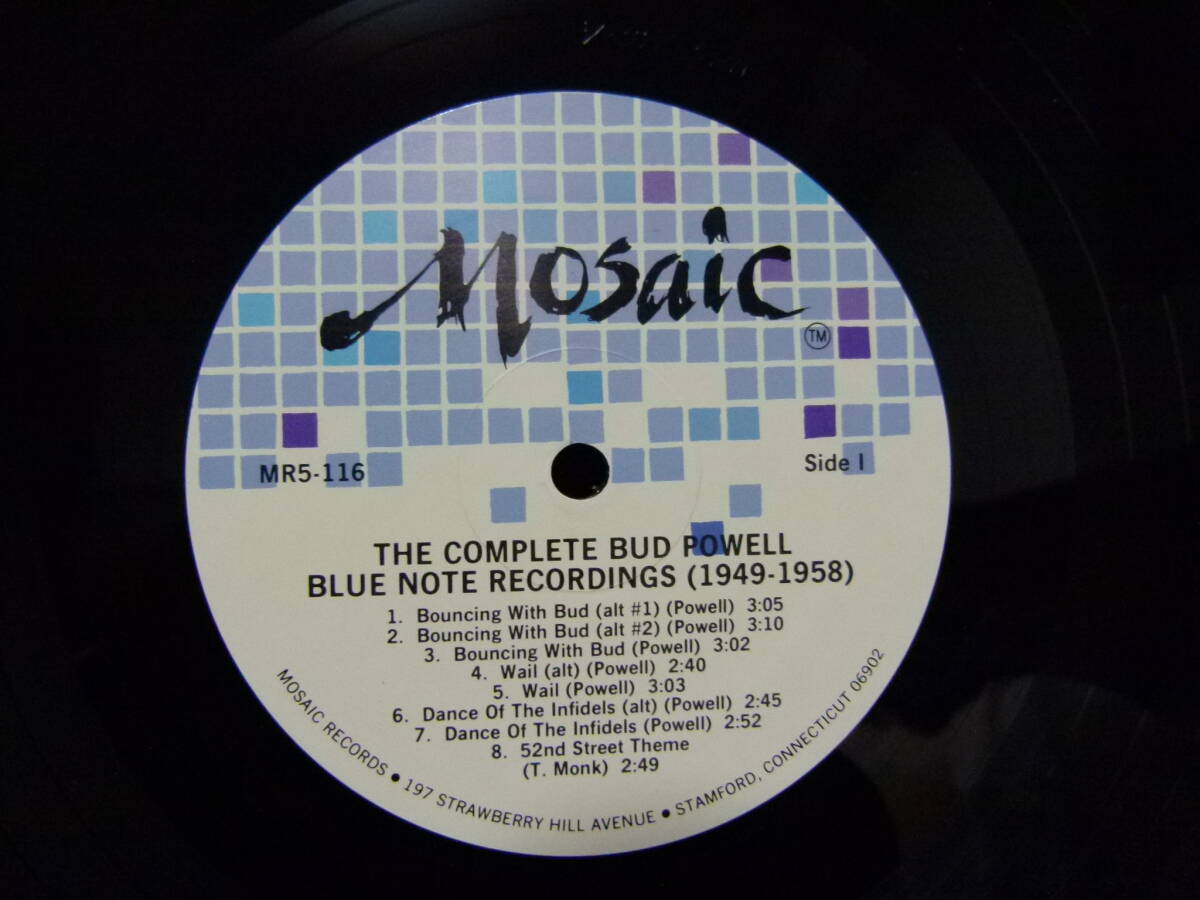 Mosaic
TM
MR5-116
Side I
THE COMPLETE BUD POWELL
BLUE NOTE RECORDINGS (1949-1958)
1. Bouncing With Bud (alt #1) (Powell) 3:05
2. Bouncing With Bud (alt #2) (Powell) 3:10
3. Bouncing With Bud (Powell) 3:02
4. Wail (alt) (Powell) 2:40
5. Wail (Powell) 3:03
6. Dance Of The Infidels (alt) (Powell) 2:45
7. Dance Of The Infidels (Powell) 2:52
8. 52nd Street Theme
(T. Monk) 2:49
MOSAIC RECORDS • 197 STRAWBERRY HILL AVENUE • STAMFORD, CONNECTICUT 06902